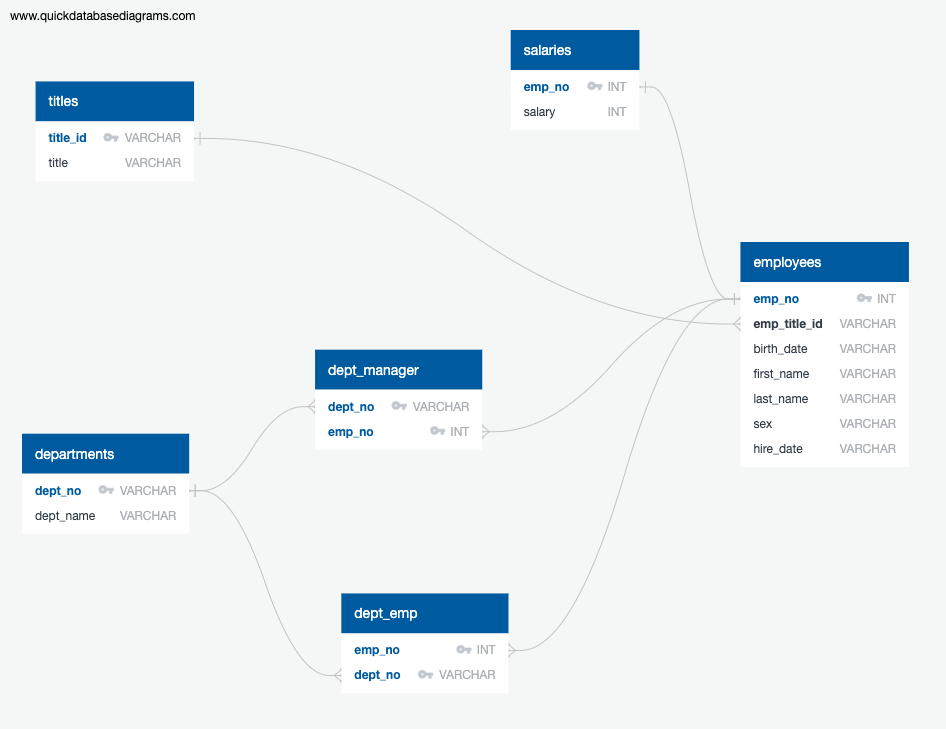 www.quickdatabasediagrams.com
salaries
emp_no INT
salary INT
titles
title_id VARCHAR
title VARCHAR
employees
emp_no INT
emp_title_id VARCHAR
birth_date VARCHAR
first_name VARCHAR
last_name VARCHAR
sex VARCHAR
hire_date VARCHAR
dept_manager
dept_no VARCHAR
emp_no INT
departments
dept_no VARCHAR
dept_name VARCHAR
dept_emp
emp_no INT
dept_no VARCHAR